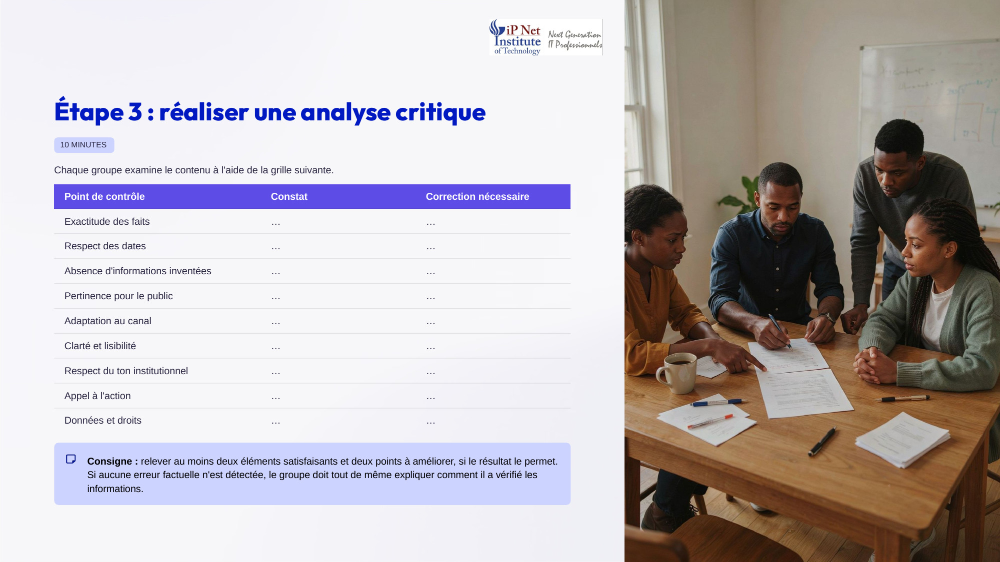 iP Net
Institute
of Technology
Next Generation
IT Professionnels
Étape 3 : réaliser une analyse critique
10 MINUTES
Chaque groupe examine le contenu à l'aide de la grille suivante.
Point de contrôle Constat Correction nécessaire
Exactitude des faits … …
Respect des dates … …
Absence d'informations inventées … …
Pertinence pour le public … …
Adaptation au canal … …
Clarté et lisibilité … …
Respect du ton institutionnel … …
Appel à l'action … …
Données et droits … …
Consigne : relever au moins deux éléments satisfaisants et deux points à améliorer, si le résultat le permet.
Si aucune erreur factuelle n'est détectée, le groupe doit tout de même expliquer comment il a vérifié les
informations.